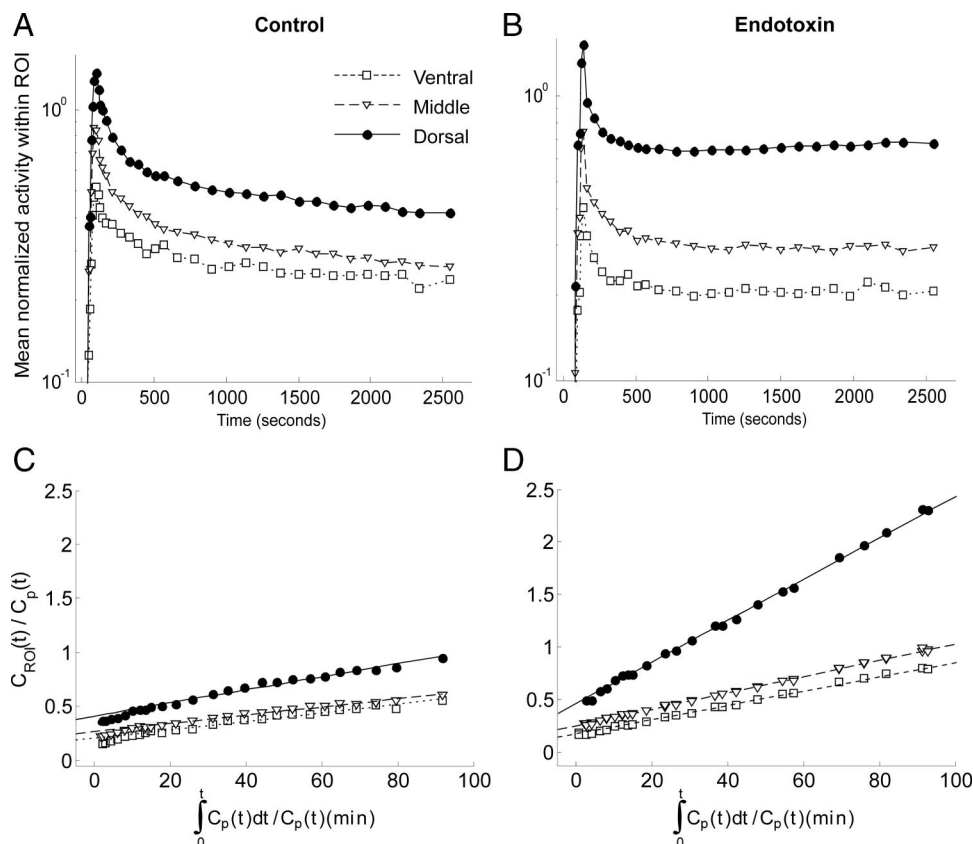 A
Control
B
Endotoxin
Mean normalized activity within ROI
10^0
10^-1
Ventral
Middle
Dorsal
0 500 1000 1500 2000 2500
Time (seconds)
10^0
10^-1
0 500 1000 1500 2000 2500
Time (seconds)
C
D
C_ROI(t) / C_p(t)
2.5
2
1.5
1
0.5
0
0 20 40 60 80 100
∫_0^t C_p(t)dt / C_p(t)(min)
2.5
2
1.5
1
0.5
0
0 20 40 60 80 100
∫_0^t C_p(t)dt / C_p(t)(min)